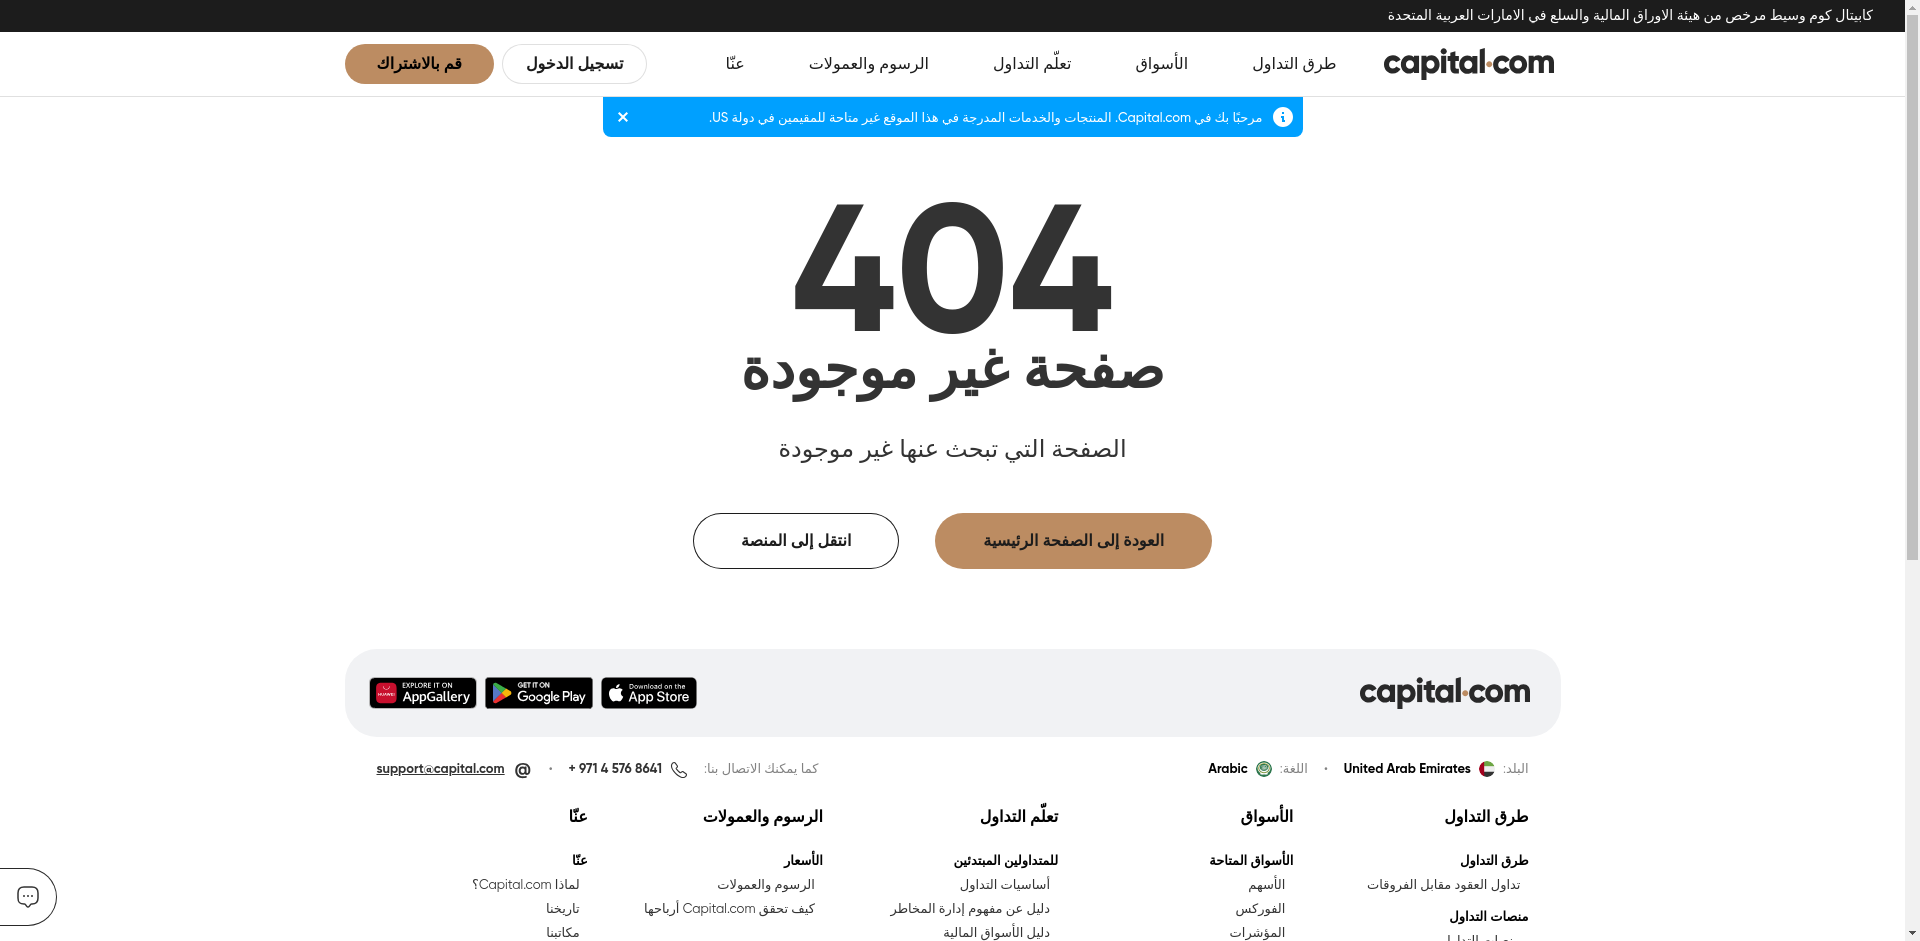 كابيتال كوم وسيط مرخص من هيئة الاوراق المالية والسلع في الامارات العربية المتحدة
capital.com
طرق التداول
الأسواق
تعلّم التداول
الرسوم والعمولات
عنّا
تسجيل الدخول
قم بالاشتراك
مرحبًا بك في Capital.com. المنتجات والخدمات المدرجة في هذا الموقع غير متاحة للمقيمين في دولة US.
404
صفحة غير موجودة
الصفحة التي تبحث عنها غير موجودة
العودة إلى الصفحة الرئيسية
انتقل إلى المنصة
capital.com
Download on the App Store
GET IT ON Google Play
HUAWEI EXPLORE IT ON AppGallery
البلد: United Arab Emirates • اللغة: Arabic
كما يمكنك الاتصال بنا: + 971 4 576 8641 • @ support@capital.com
طرق التداول
طرق التداول
تداول العقود مقابل الفروقات
منصات التداول
الأسواق
الأسواق المتاحة
الأسهم
الفوركس
المؤشرات
تعلّم التداول
للمتداولين المبتدئين
أساسيات التداول
دليل عن مفهوم إدارة المخاطر
دليل الأسواق المالية
الرسوم والعمولات
الأسعار
الرسوم والعمولات
كيف تحقق Capital.com أرباحها
عنّا
عنّا
لماذا Capital.com؟
تاريخنا
مكاتبنا